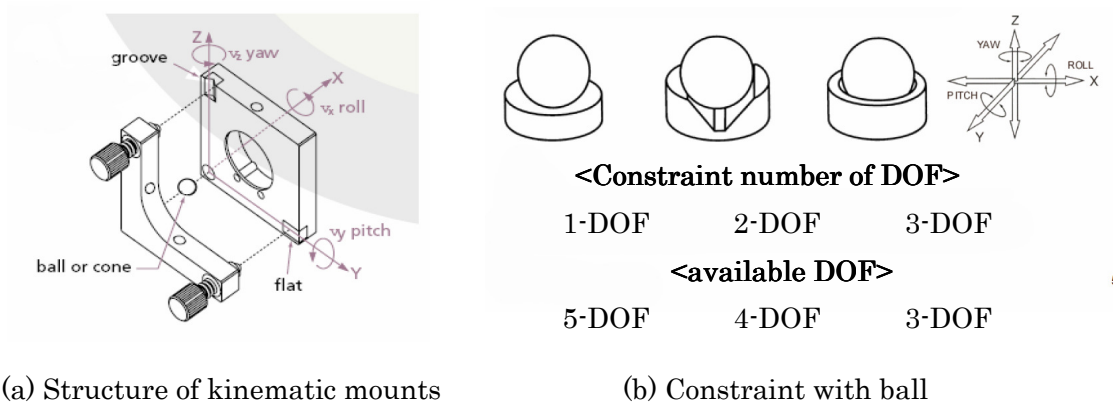 Z
vz yaw
groove
X
vx roll
vy pitch
ball or cone
Y
flat
Z
YAW
ROLL
X
PITCH
Y
<Constraint number of DOF>
1-DOF 2-DOF 3-DOF
<available DOF>
5-DOF 4-DOF 3-DOF
(a) Structure of kinematic mounts (b) Constraint with ball